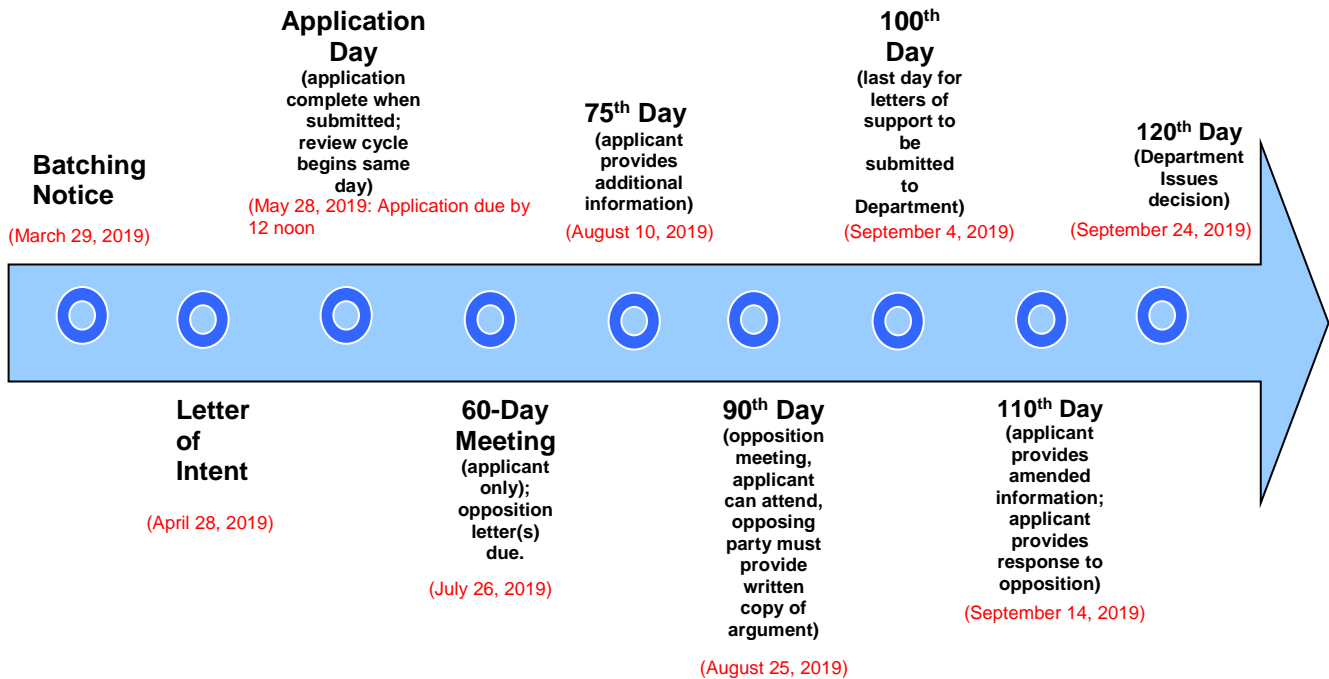 Batching
Notice
(March 29, 2019)
Letter
of
Intent
(April 28, 2019)
Application
Day
(application
complete when
submitted;
review cycle
begins same
day)
(May 28, 2019: Application due by
12 noon
60-Day
Meeting
(applicant
only);
opposition
letter(s)
due.
(July 26, 2019)
75th Day
(applicant
provides
additional
information)
(August 10, 2019)
90th Day
(opposition
meeting,
applicant
can attend,
opposing
party must
provide
written
copy of
argument)
(August 25, 2019)
100th
Day
(last day for
letters of
support to
be
submitted
to
Department)
(September 4, 2019)
110th Day
(applicant
provides
amended
information;
applicant
provides
response to
opposition)
(September 14, 2019)
120th Day
(Department
Issues
decision)
(September 24, 2019)